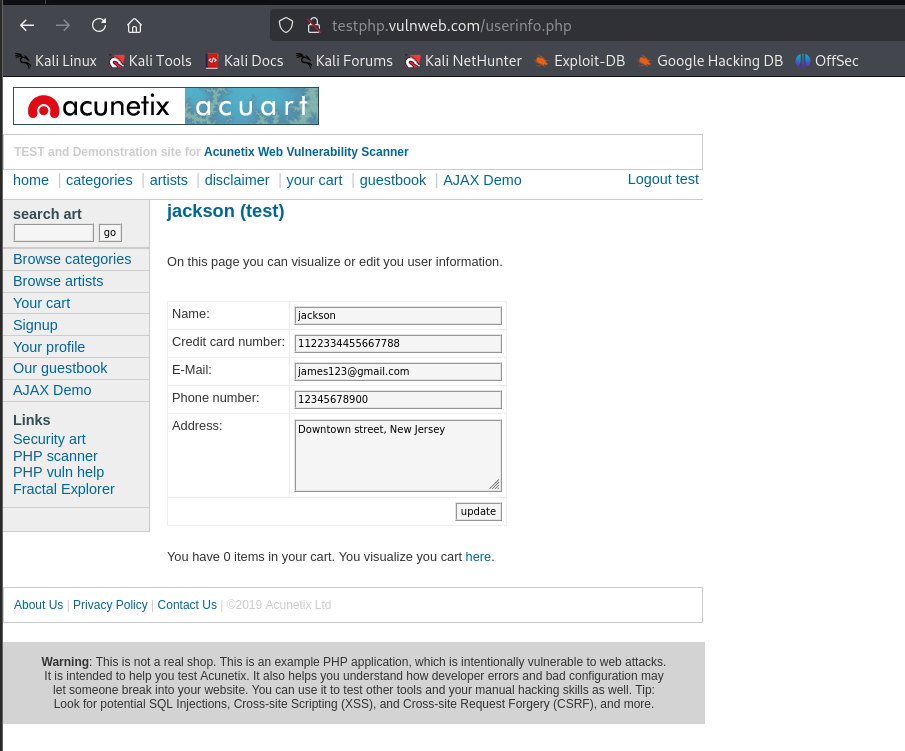 testphp.vulnweb.com/userinfo.php
Kali Linux Kali Tools Kali Docs Kali Forums Kali NetHunter Exploit-DB Google Hacking DB OffSec
acunetix acuart
TEST and Demonstration site for Acunetix Web Vulnerability Scanner
home | categories | artists | disclaimer | your cart | guestbook | AJAX Demo Logout test
search art
go
Browse categories
Browse artists
Your cart
Signup
Your profile
Our guestbook
AJAX Demo
Links
Security art
PHP scanner
PHP vuln help
Fractal Explorer
jackson (test)
On this page you can visualize or edit you user information.
Name: jackson
Credit card number: 1122334455667788
E-Mail: james123@gmail.com
Phone number: 12345678900
Address: Downtown street, New Jersey
update
You have 0 items in your cart. You visualize you cart here.
About Us | Privacy Policy | Contact Us | ©2019 Acunetix Ltd
Warning: This is not a real shop. This is an example PHP application, which is intentionally vulnerable to web attacks.
It is intended to help you test Acunetix. It also helps you understand how developer errors and bad configuration may
let someone break into your website. You can use it to test other tools and your manual hacking skills as well. Tip:
Look for potential SQL Injections, Cross-site Scripting (XSS), and Cross-site Request Forgery (CSRF), and more.